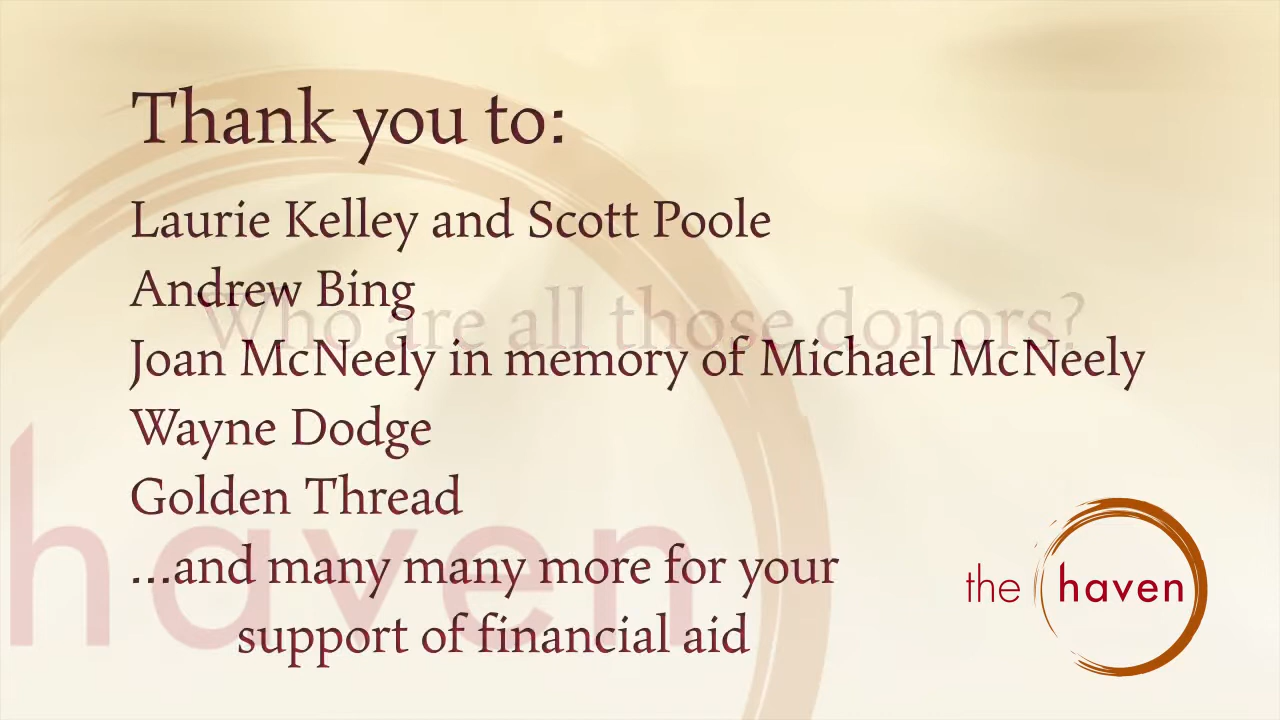 Thank you to:
Laurie Kelley and Scott Poole
Andrew Bing
Who are all those donors?
Joan McNeely in memory of Michael McNeely
Wayne Dodge
Golden Thread
...and many many more for your
support of financial aid
haven
the haven